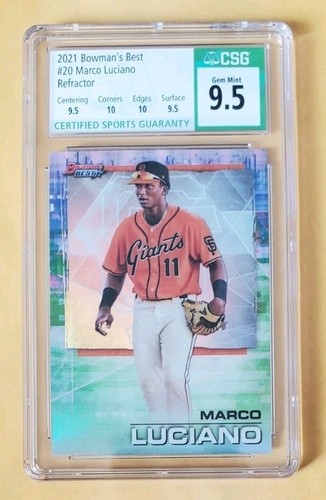 2021 Bowman's Best
#20 Marco Luciano
Refractor
Centering Corners Edges Surface
9.5 10 10 9.5
CERTIFIED SPORTS GUARANTY
CSG
Gem Mint
9.5
Bowman's
BEST
Giants
11
SF
MARCO
LUCIANO